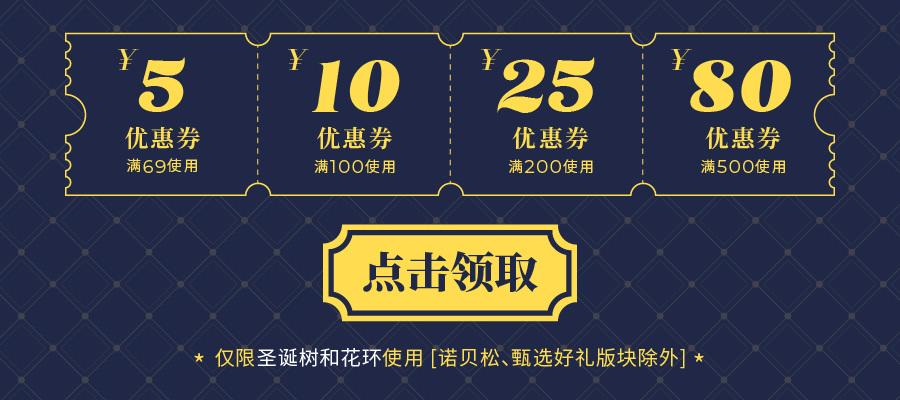 ¥5
优惠券
满69使用
¥10
优惠券
满100使用
¥25
优惠券
满200使用
¥80
优惠券
满500使用
点击领取
★ 仅限圣诞树和花环使用 [诺贝松、甄选好礼版块除外] ★